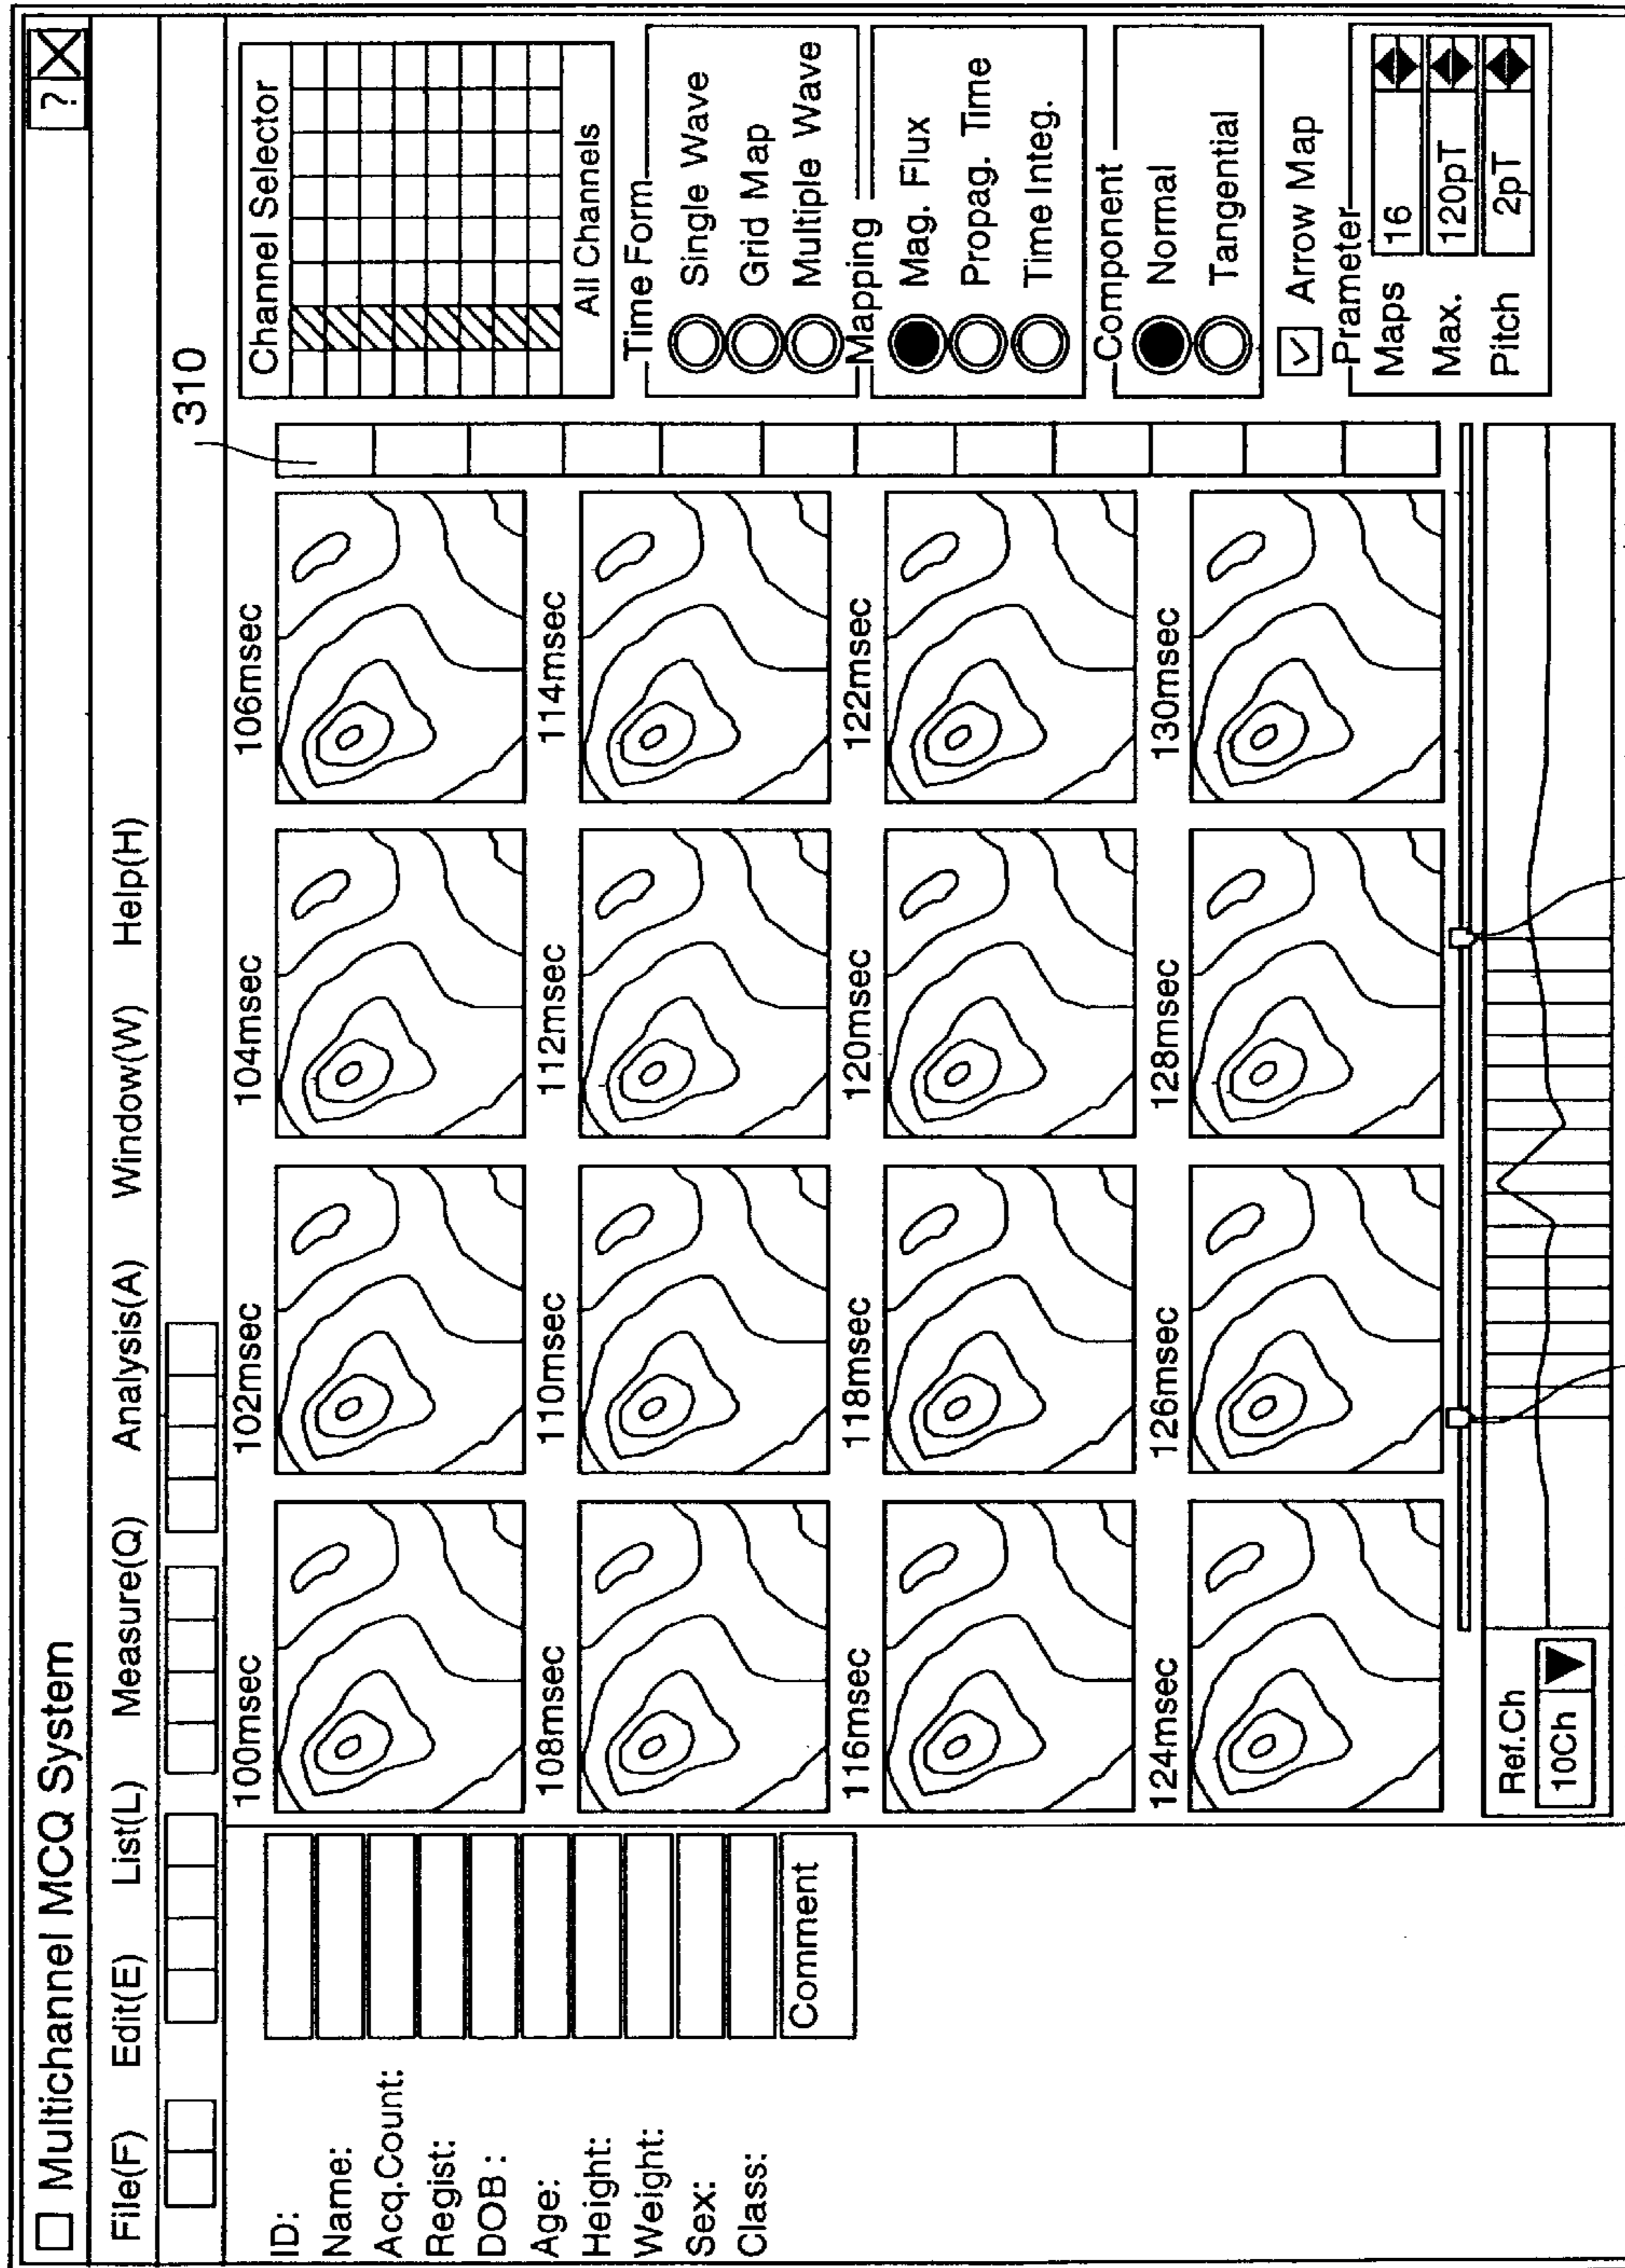 Multichannel MCQ System
? X
File(F) Edit(E) List(L) Measure(Q) Analysis(A) Window(W) Help(H)
310
ID:
Name:
Acq.Count:
Regist:
DOB :
Age:
Height:
Weight:
Sex:
Class:
Comment
100msec 102msec 104msec 106msec
108msec 110msec 112msec 114msec
116msec 118msec 120msec 122msec
124msec 126msec 128msec 130msec
Ref.Ch
10Ch
Channel Selector
All Channels
Time Form
Single Wave
Grid Map
Multiple Wave
Mapping
Mag. Flux
Propag. Time
Time Integ.
Component
Normal
Tangential
Arrow Map
Prameter
Maps 16
Max. 120pT
Pitch 2pT